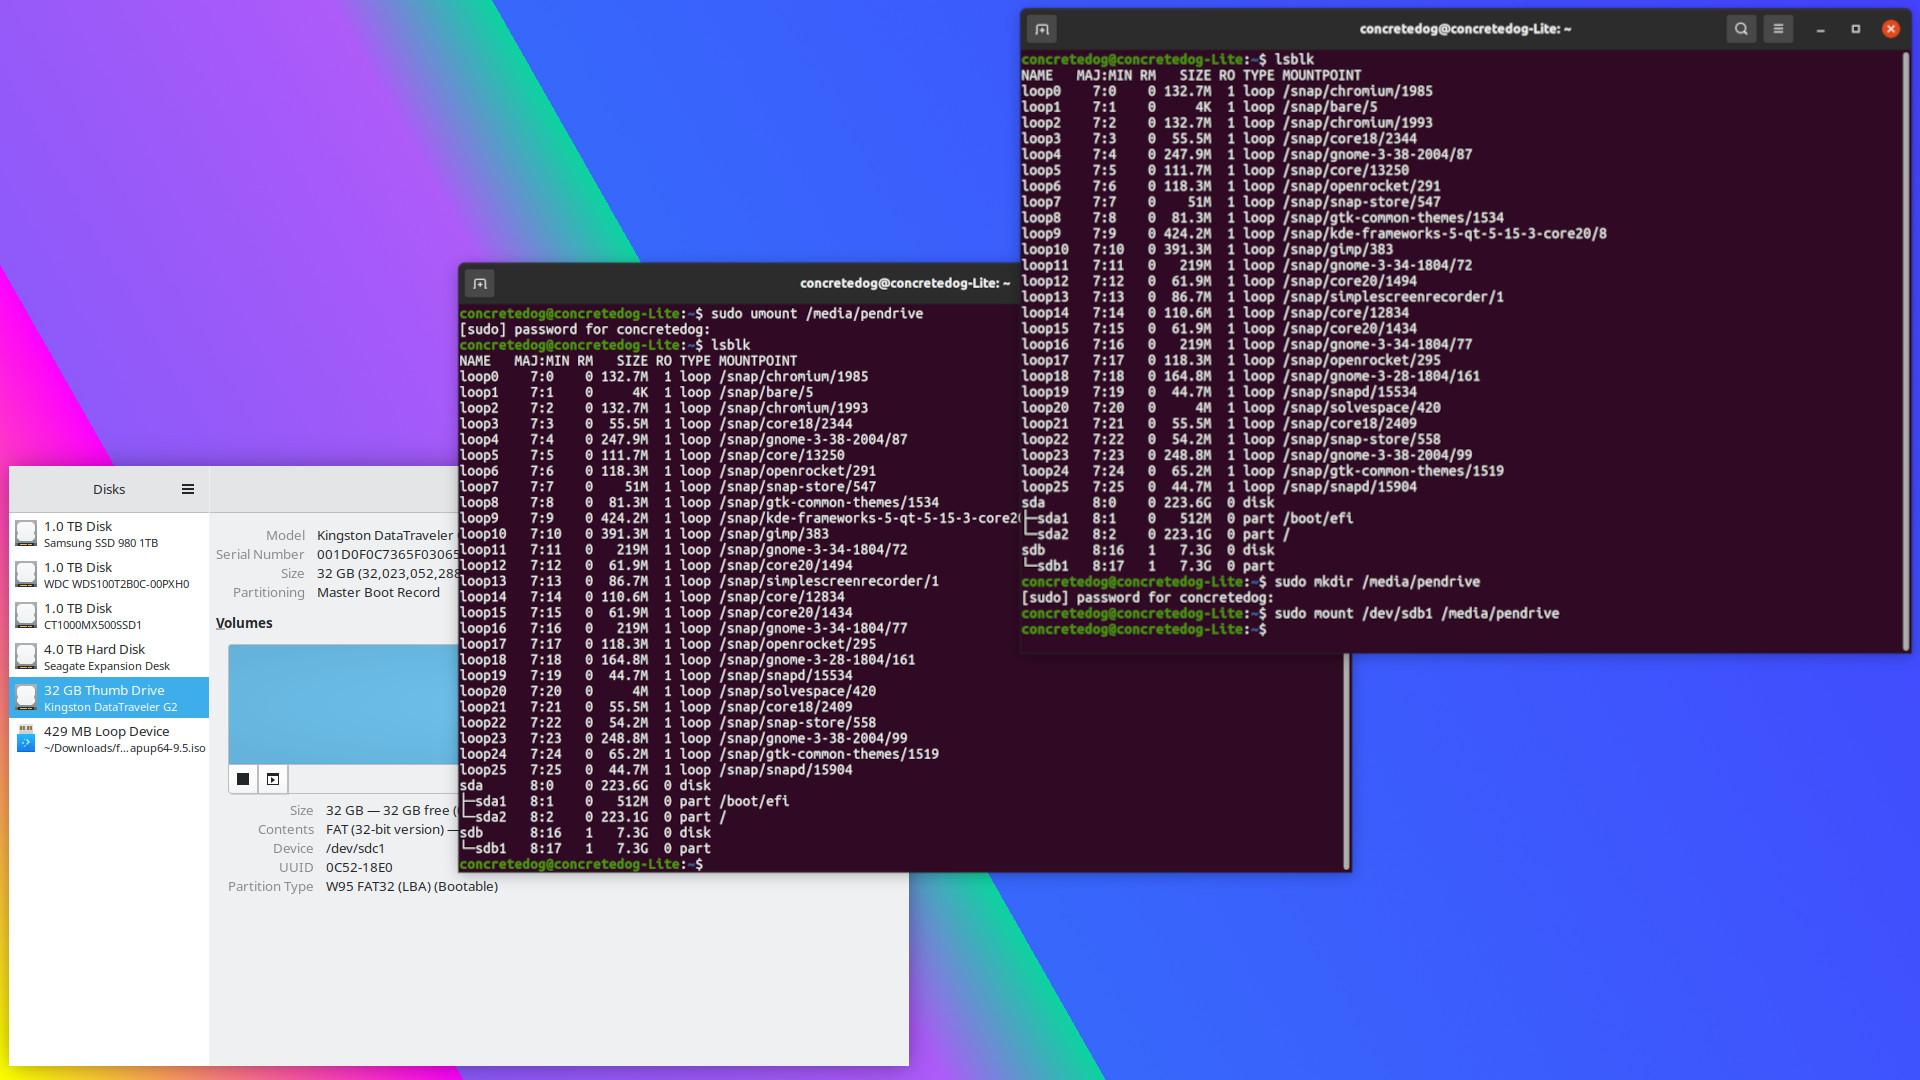 concretedog@concretedog-Lite: ~
concretedog@concretedog-Lite:~$ lsblk
NAME   MAJ:MIN RM   SIZE RO TYPE MOUNTPOINT
loop0    7:0    0 132.7M  1 loop /snap/chromium/1985
loop1    7:1    0     4K  1 loop /snap/bare/5
loop2    7:2    0 132.7M  1 loop /snap/chromium/1993
loop3    7:3    0  55.5M  1 loop /snap/core18/2344
loop4    7:4    0 247.9M  1 loop /snap/gnome-3-38-2004/87
loop5    7:5    0 111.7M  1 loop /snap/core/13250
loop6    7:6    0 118.3M  1 loop /snap/openrocket/291
loop7    7:7    0    51M  1 loop /snap/snap-store/547
loop8    7:8    0  81.3M  1 loop /snap/gtk-common-themes/1534
loop9    7:9    0 424.2M  1 loop /snap/kde-frameworks-5-qt-5-15-3-core20/8
loop10   7:10   0 391.3M  1 loop /snap/gimp/383
loop11   7:11   0   219M  1 loop /snap/gnome-3-34-1804/72
loop12   7:12   0  61.9M  1 loop /snap/core20/1494
loop13   7:13   0  86.7M  1 loop /snap/simplescreenrecorder/1
loop14   7:14   0 110.6M  1 loop /snap/core/12834
loop15   7:15   0  61.9M  1 loop /snap/core20/1434
loop16   7:16   0   219M  1 loop /snap/gnome-3-34-1804/77
loop17   7:17   0 118.3M  1 loop /snap/openrocket/295
loop18   7:18   0 164.8M  1 loop /snap/gnome-3-28-1804/161
loop19   7:19   0  44.7M  1 loop /snap/snapd/15534
loop20   7:20   0     4M  1 loop /snap/solvespace/420
loop21   7:21   0  55.5M  1 loop /snap/core18/2409
loop22   7:22   0  54.2M  1 loop /snap/snap-store/558
loop23   7:23   0 248.8M  1 loop /snap/gnome-3-38-2004/99
loop24   7:24   0  65.2M  1 loop /snap/gtk-common-themes/1519
loop25   7:25   0  44.7M  1 loop /snap/snapd/15904
sda      8:0    0 223.6G  0 disk
├─sda1   8:1    0   512M  0 part /boot/efi
└─sda2   8:2    0 223.1G  0 part /
sdb      8:16   1   7.3G  0 disk
└─sdb1   8:17   1   7.3G  0 part
concretedog@concretedog-Lite:~$ sudo mkdir /media/pendrive
[sudo] password for concretedog:
concretedog@concretedog-Lite:~$ sudo mount /dev/sdb1 /media/pendrive
concretedog@concretedog-Lite:~$
concretedog@concretedog-Lite: ~
concretedog@concretedog-Lite:~$ sudo umount /media/pendrive
[sudo] password for concretedog:
concretedog@concretedog-Lite:~$ lsblk
NAME   MAJ:MIN RM   SIZE RO TYPE MOUNTPOINT
loop0    7:0    0 132.7M  1 loop /snap/chromium/1985
loop1    7:1    0     4K  1 loop /snap/bare/5
loop2    7:2    0 132.7M  1 loop /snap/chromium/1993
loop3    7:3    0  55.5M  1 loop /snap/core18/2344
loop4    7:4    0 247.9M  1 loop /snap/gnome-3-38-2004/87
loop5    7:5    0 111.7M  1 loop /snap/core/13250
loop6    7:6    0 118.3M  1 loop /snap/openrocket/291
loop7    7:7    0    51M  1 loop /snap/snap-store/547
loop8    7:8    0  81.3M  1 loop /snap/gtk-common-themes/1534
loop9    7:9    0 424.2M  1 loop /snap/kde-frameworks-5-qt-5-15-3-core20
loop10   7:10   0 391.3M  1 loop /snap/gimp/383
loop11   7:11   0   219M  1 loop /snap/gnome-3-34-1804/72
loop12   7:12   0  61.9M  1 loop /snap/core20/1494
loop13   7:13   0  86.7M  1 loop /snap/simplescreenrecorder/1
loop14   7:14   0 110.6M  1 loop /snap/core/12834
loop15   7:15   0  61.9M  1 loop /snap/core20/1434
loop16   7:16   0   219M  1 loop /snap/gnome-3-34-1804/77
loop17   7:17   0 118.3M  1 loop /snap/openrocket/295
loop18   7:18   0 164.8M  1 loop /snap/gnome-3-28-1804/161
loop19   7:19   0  44.7M  1 loop /snap/snapd/15534
loop20   7:20   0     4M  1 loop /snap/solvespace/420
loop21   7:21   0  55.5M  1 loop /snap/core18/2409
loop22   7:22   0  54.2M  1 loop /snap/snap-store/558
loop23   7:23   0 248.8M  1 loop /snap/gnome-3-38-2004/99
loop24   7:24   0  65.2M  1 loop /snap/gtk-common-themes/1519
loop25   7:25   0  44.7M  1 loop /snap/snapd/15904
sda      8:0    0 223.6G  0 disk
├─sda1   8:1    0   512M  0 part /boot/efi
└─sda2   8:2    0 223.1G  0 part /
sdb      8:16   1   7.3G  0 disk
└─sdb1   8:17   1   7.3G  0 part
concretedog@concretedog-Lite:~$
Disks
1.0 TB Disk
Samsung SSD 980 1TB
1.0 TB Disk
WDC WDS100T2B0C-00PXH0
1.0 TB Disk
CT1000MX500SSD1
4.0 TB Hard Disk
Seagate Expansion Desk
32 GB Thumb Drive
Kingston DataTraveler G2
429 MB Loop Device
~/Downloads/f...apup64-9.5.iso
Model Kingston DataTraveler
Serial Number 001D0F0C7365F03065
Size 32 GB (32,023,052,288
Partitioning Master Boot Record
Volumes
Size 32 GB — 32 GB free (
Contents FAT (32-bit version) —
Device /dev/sdc1
UUID 0C52-18E0
Partition Type W95 FAT32 (LBA) (Bootable)